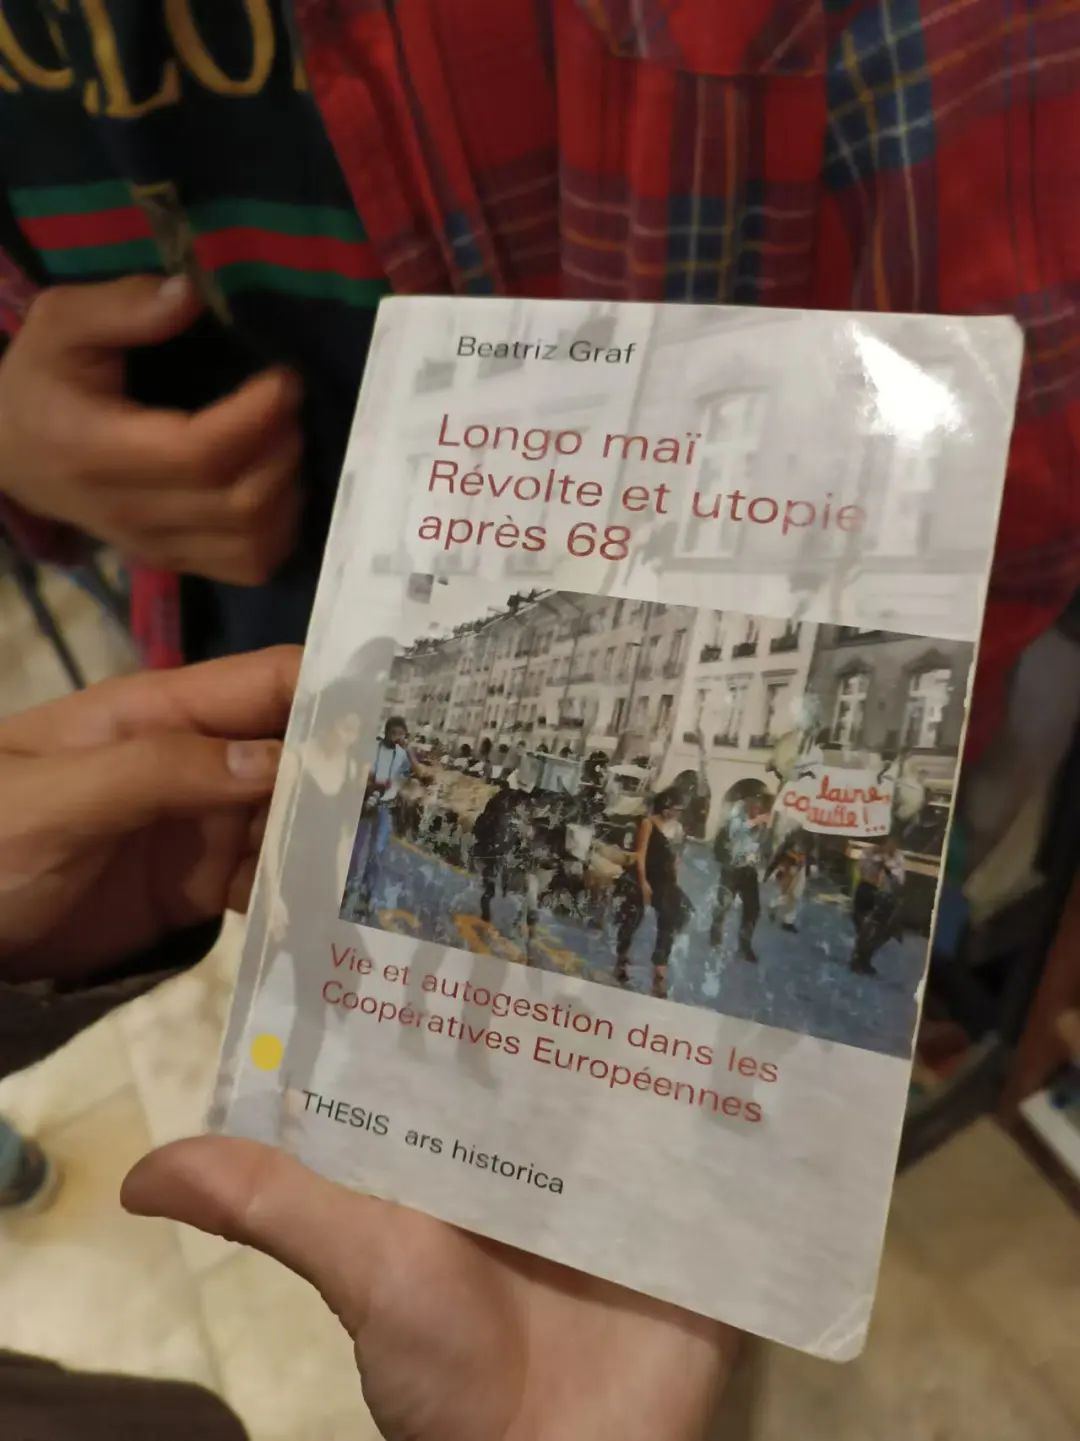 Beatriz Graf
Longo maï
Révolte et utopie
après 68
laine,
Vie et autogestion dans les
Coopératives Européennes
THESIS ars historica